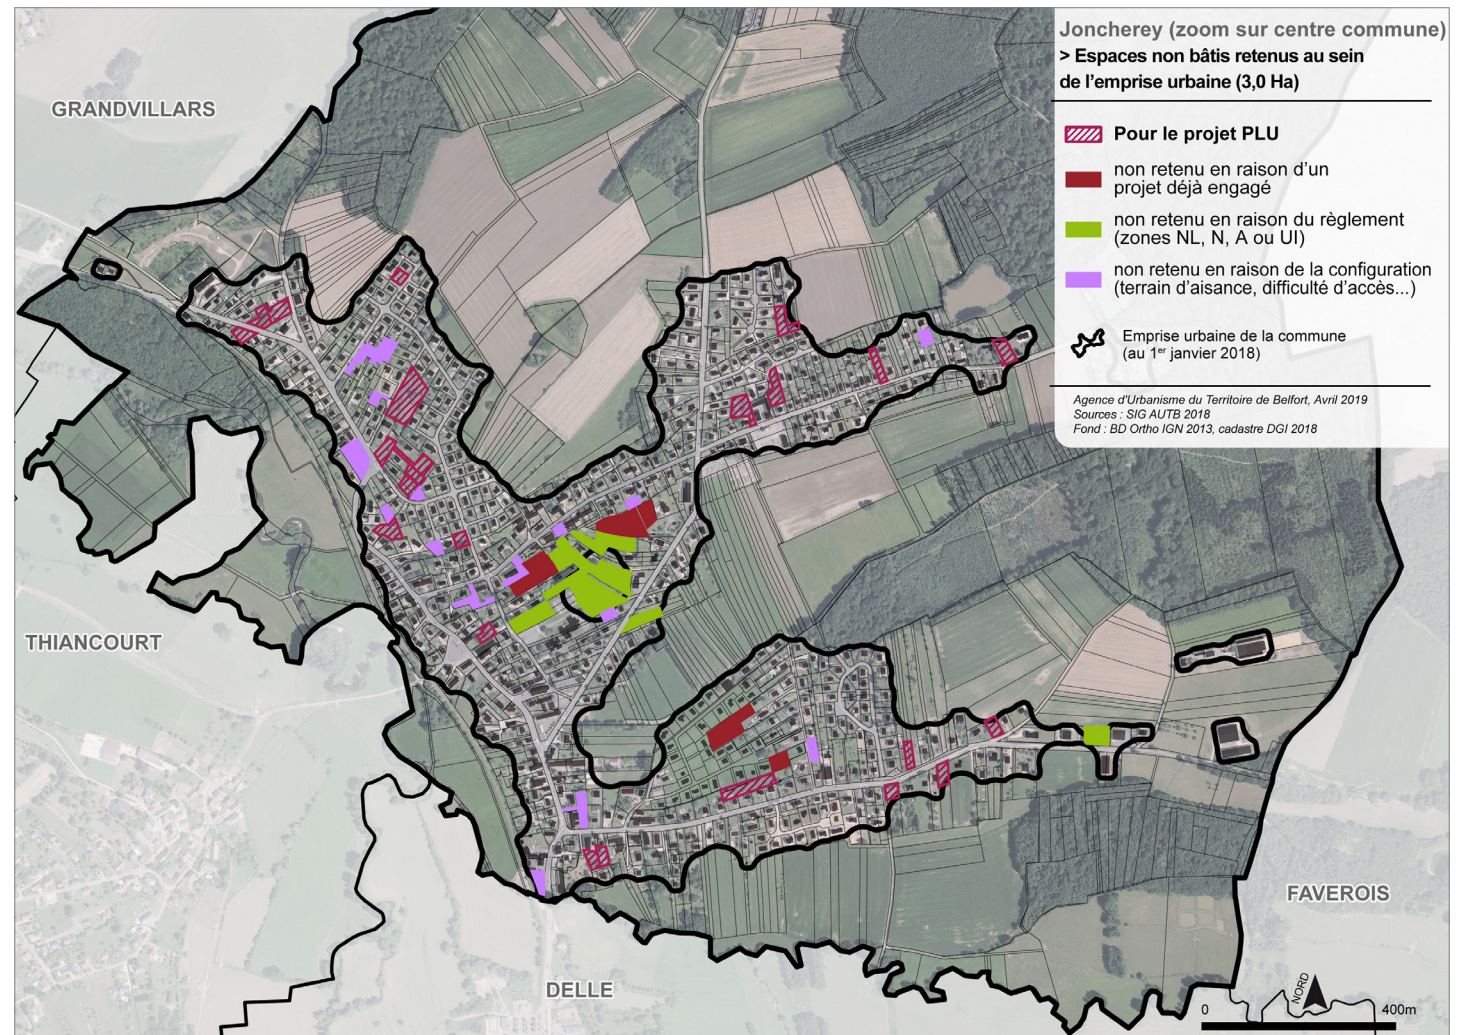 Joncherey (zoom sur centre commune)
> Espaces non bâtis retenus au sein
de l'emprise urbaine (3,0 Ha)
Pour le projet PLU
non retenu en raison d'un
projet déjà engagé
non retenu en raison du règlement
(zones NL, N, A ou UI)
non retenu en raison de la configuration
(terrain d'aisance, difficulté d'accès...)
Emprise urbaine de la commune
(au 1er janvier 2018)
Agence d'Urbanisme du Territoire de Belfort, Avril 2019
Sources : SIG AUTB 2018
Fond : BD Ortho IGN 2013, cadastre DGI 2018
GRANDVILLARS
THIANCOURT
FAVEROIS
DELLE
NORD
0 400m